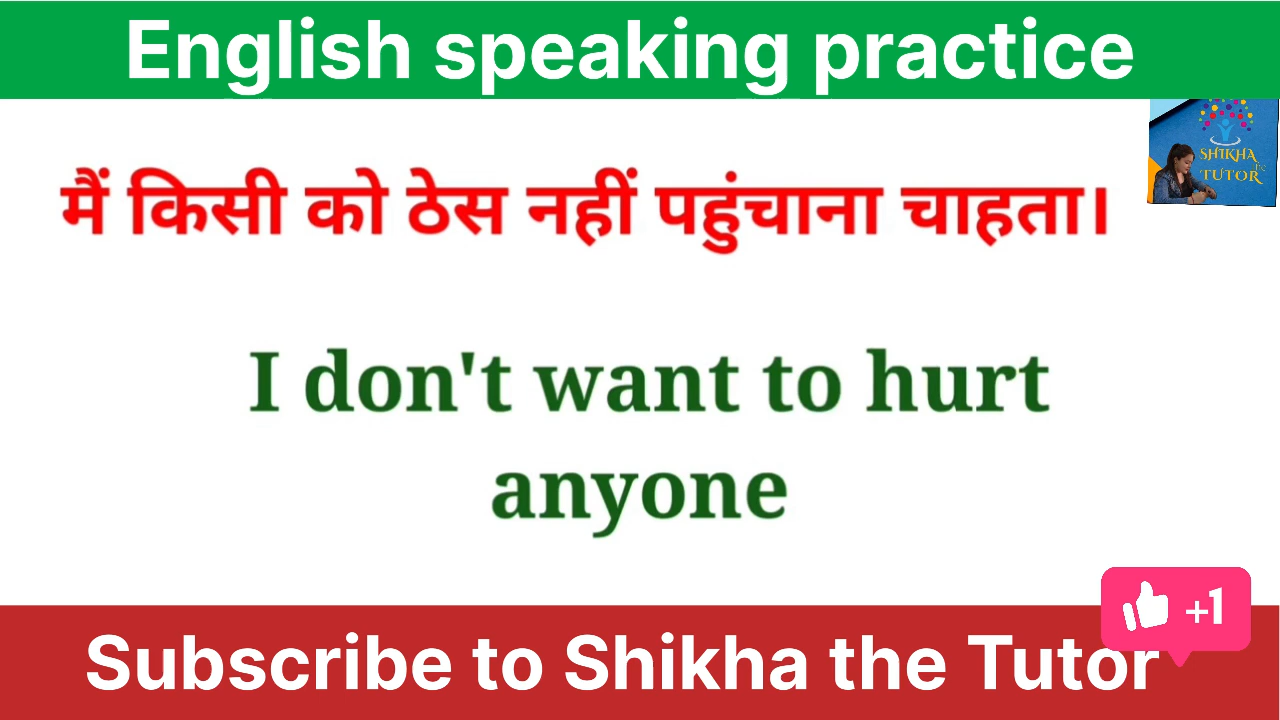 English speaking practice
SHIKHA
THE
TUTOR
मैं किसी को ठेस नहीं पहुंचाना चाहता।
I don't want to hurt
anyone
+1
Subscribe to Shikha the Tutor